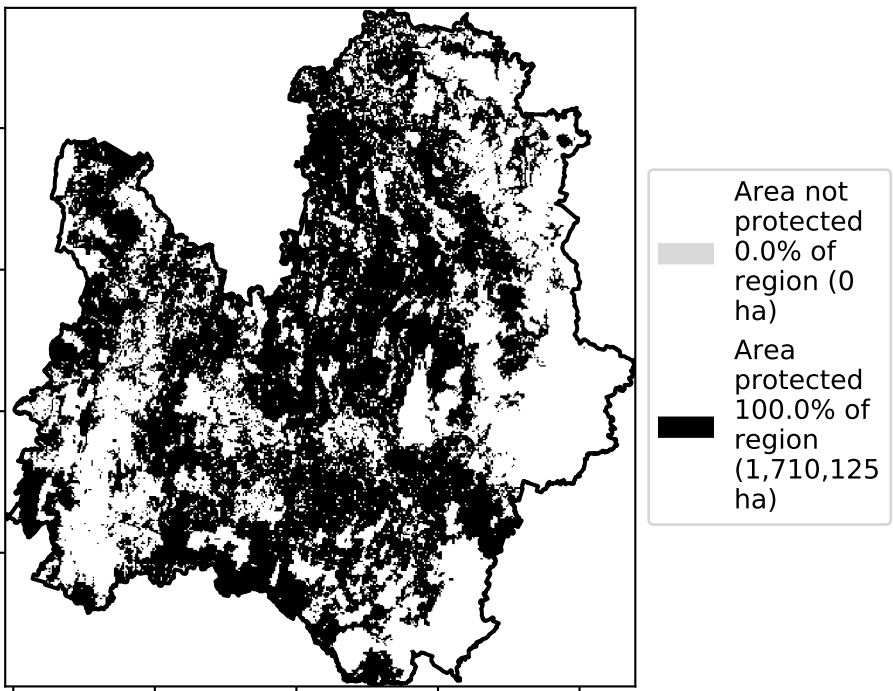 Area not
protected
0.0% of
region (0
ha)
Area
protected
100.0% of
region
(1,710,125
ha)